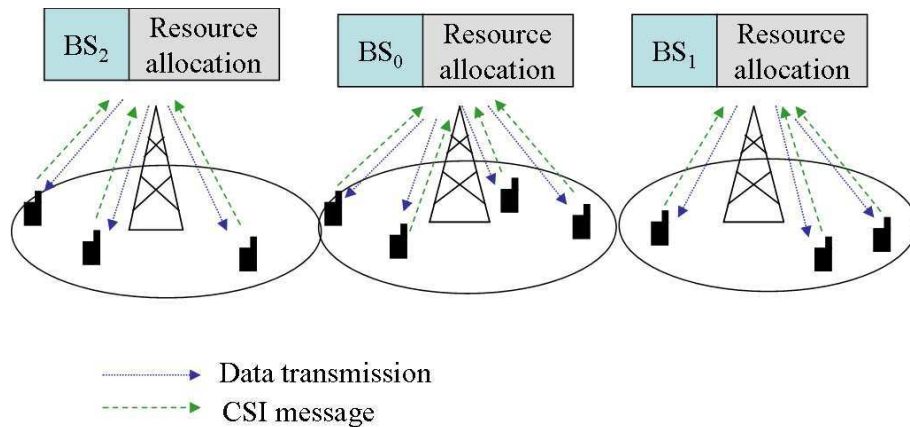 BS₂
Resource
allocation
BS₀
Resource
allocation
BS₁
Resource
allocation
Data transmission
CSI message